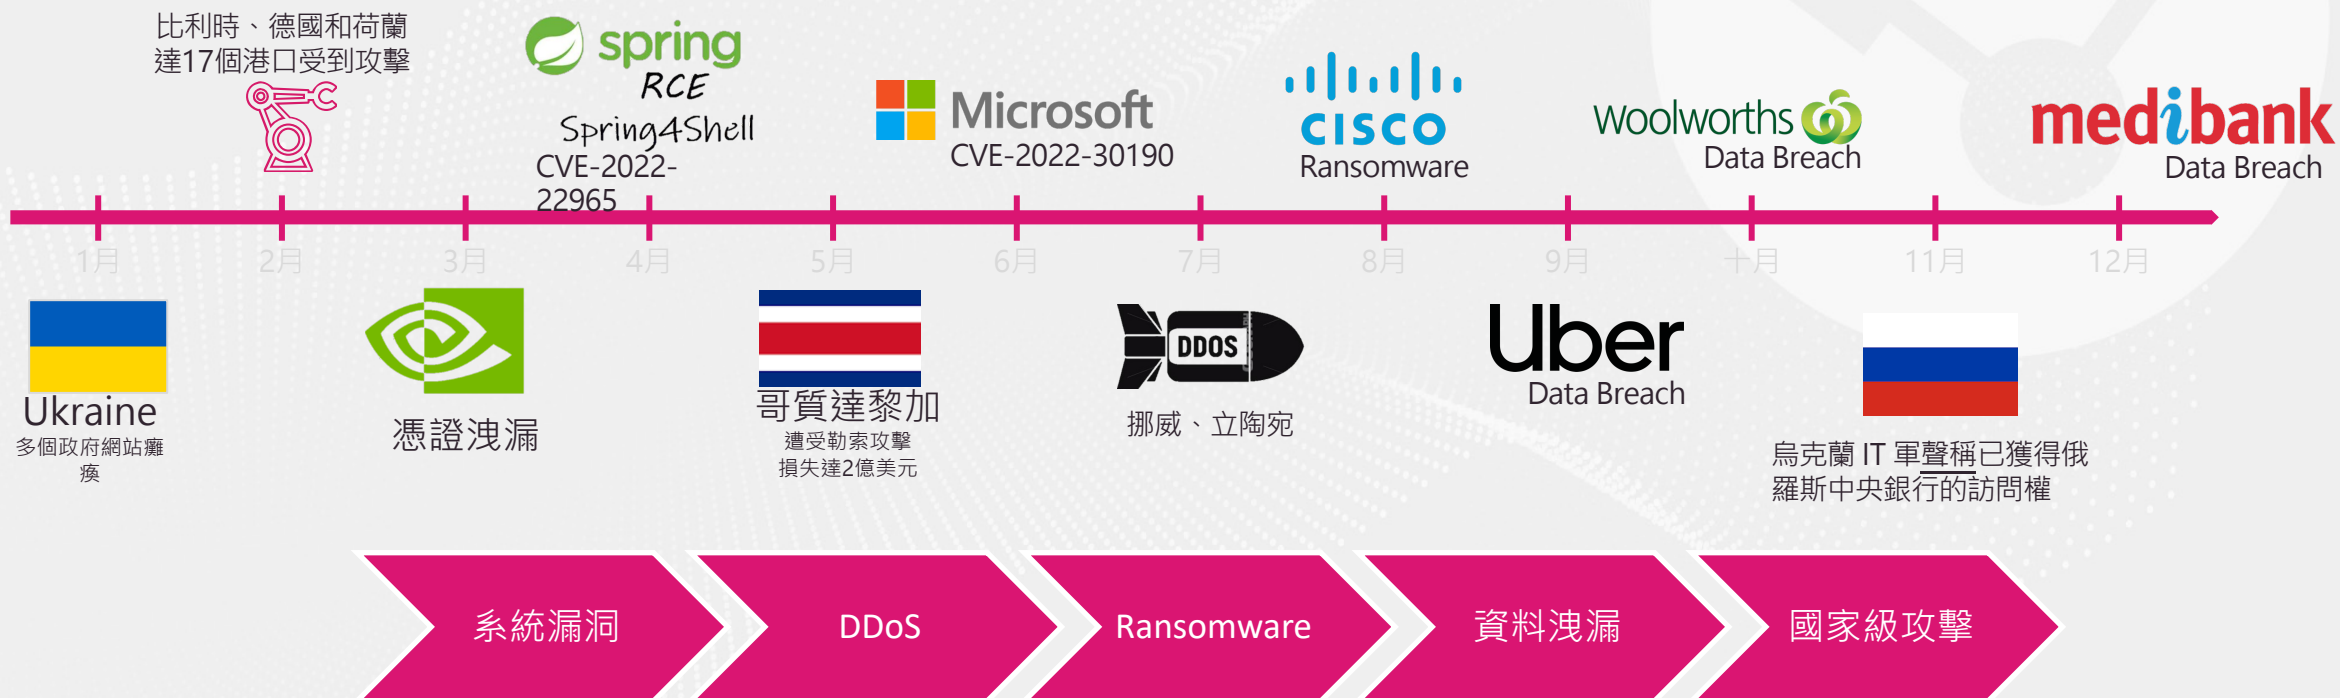 比利時、德國和荷蘭
達17個港口受到攻擊
spring
RCE
Spring4Shell
CVE-2022-
22965
Microsoft
CVE-2022-30190
CISCO
Ransomware
Woolworths
Data Breach
medibank
Data Breach
1月
2月
3月
4月
5月
6月
7月
8月
9月
十月
11月
12月
Ukraine
多個政府網站癱
瘓
憑證洩漏
哥質達黎加
遭受勒索攻擊
損失達2億美元
DDOS
挪威、立陶宛
Uber
Data Breach
烏克蘭 IT 軍聲稱已獲得俄
羅斯中央銀行的訪問權
系統漏洞
DDoS
Ransomware
資料洩漏
國家級攻擊